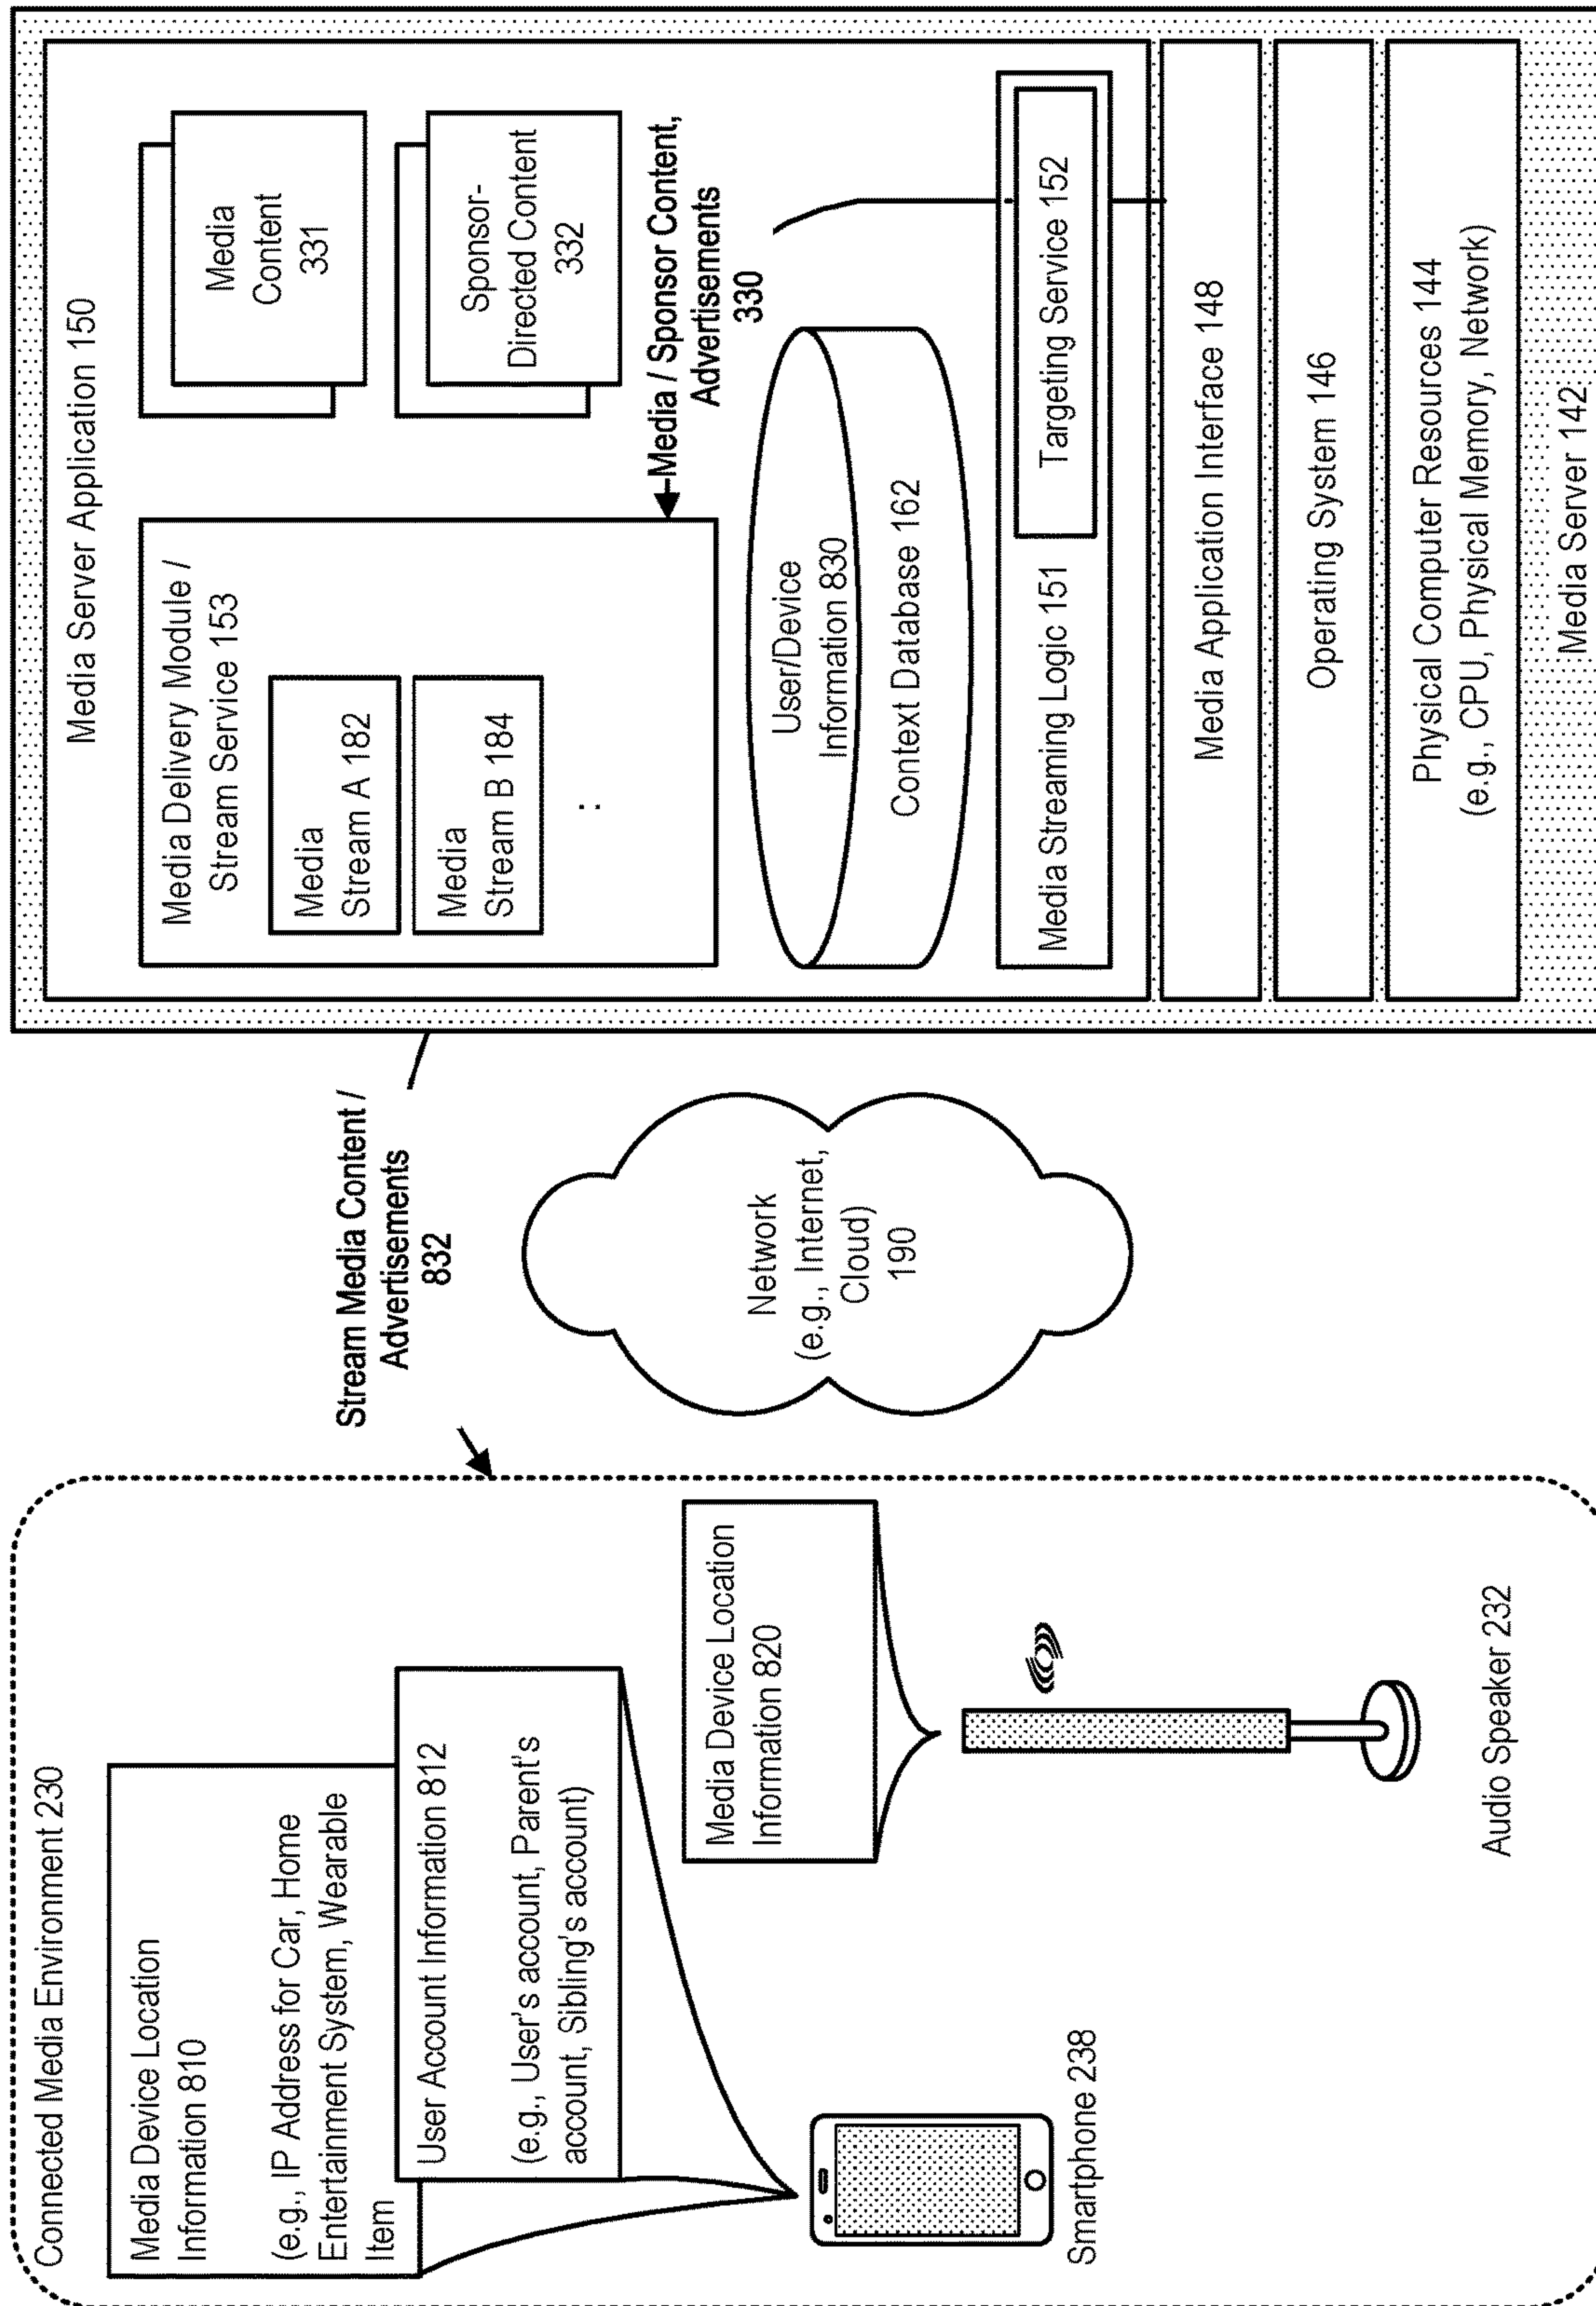 Connected Media Environment 230
Media Device Location
Information 810
(e.g., IP Address for Car, Home
Entertainment System, Wearable
Item
User Account Information 812
(e.g., User's account, Parent's
account, Sibling's account)
Smartphone 238
Media Device Location
Information 820
Audio Speaker 232
Stream Media Content /
Advertisements
832
Network
(e.g., Internet,
Cloud)
190
Media Server Application 150
Media Delivery Module /
Stream Service 153
Media
Stream A 182
Media
Stream B 184
:
Media
Content
331
Sponsor-
Directed Content
332
Media / Sponsor Content,
Advertisements
330
User/Device
Information 830
Context Database 162
Media Streaming Logic 151
Targeting Service 152
Media Application Interface 148
Operating System 146
Physical Computer Resources 144
(e.g., CPU, Physical Memory, Network)
Media Server 142